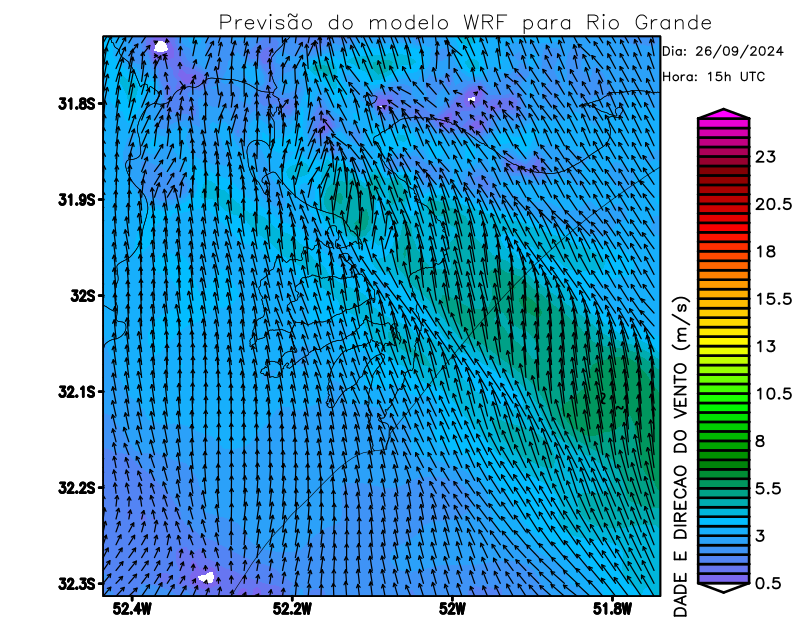 Previsão do modelo WRF para Rio Grande
Dia: 26/09/2024
Hora: 15h UTC
31.8S
31.9S
32S
32.1S
32.2S
32.3S
52.4W
52.2W
52W
51.8W
23
20.5
18
15.5
13
10.5
8
5.5
3
0.5
DADE E DIRECAO DO VENTO (m/s)